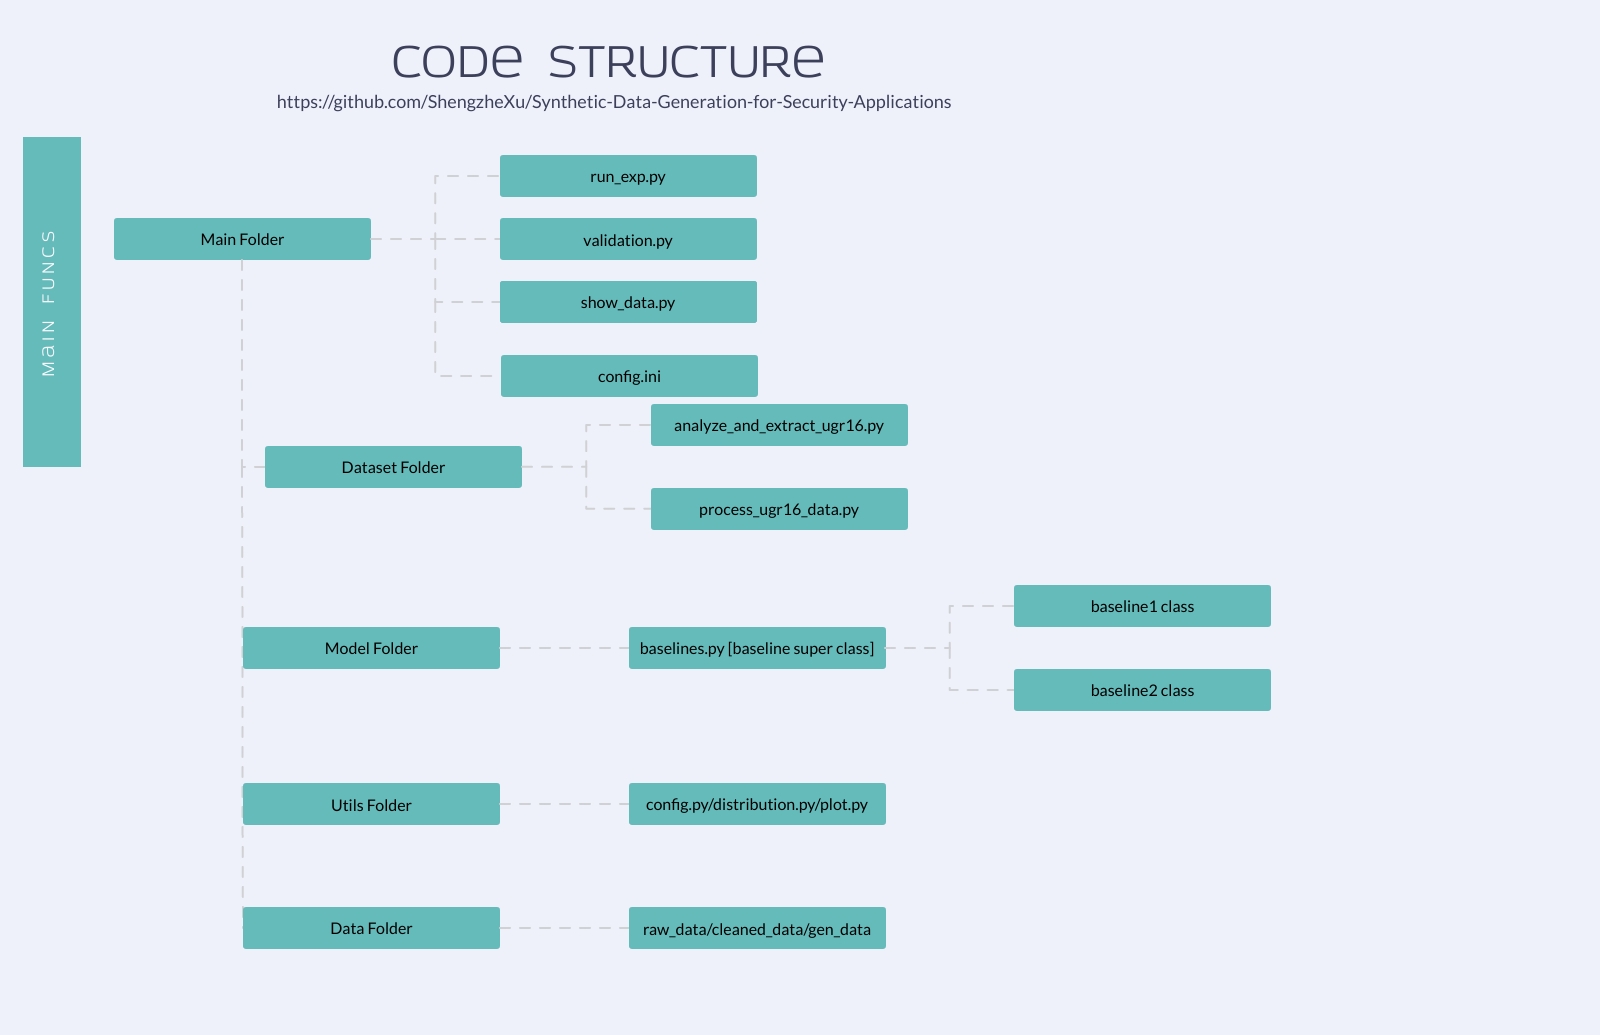 CODE STRUCTURE
https://github.com/ShengzheXu/Synthetic-Data-Generation-for-Security-Applications
MAIN FUNCS
run_exp.py
Main Folder
validation.py
show_data.py
config.ini
analyze_and_extract_ugr16.py
Dataset Folder
process_ugr16_data.py
baseline1 class
Model Folder
baselines.py [baseline super class]
baseline2 class
Utils Folder
config.py/distribution.py/plot.py
Data Folder
raw_data/cleaned_data/gen_data